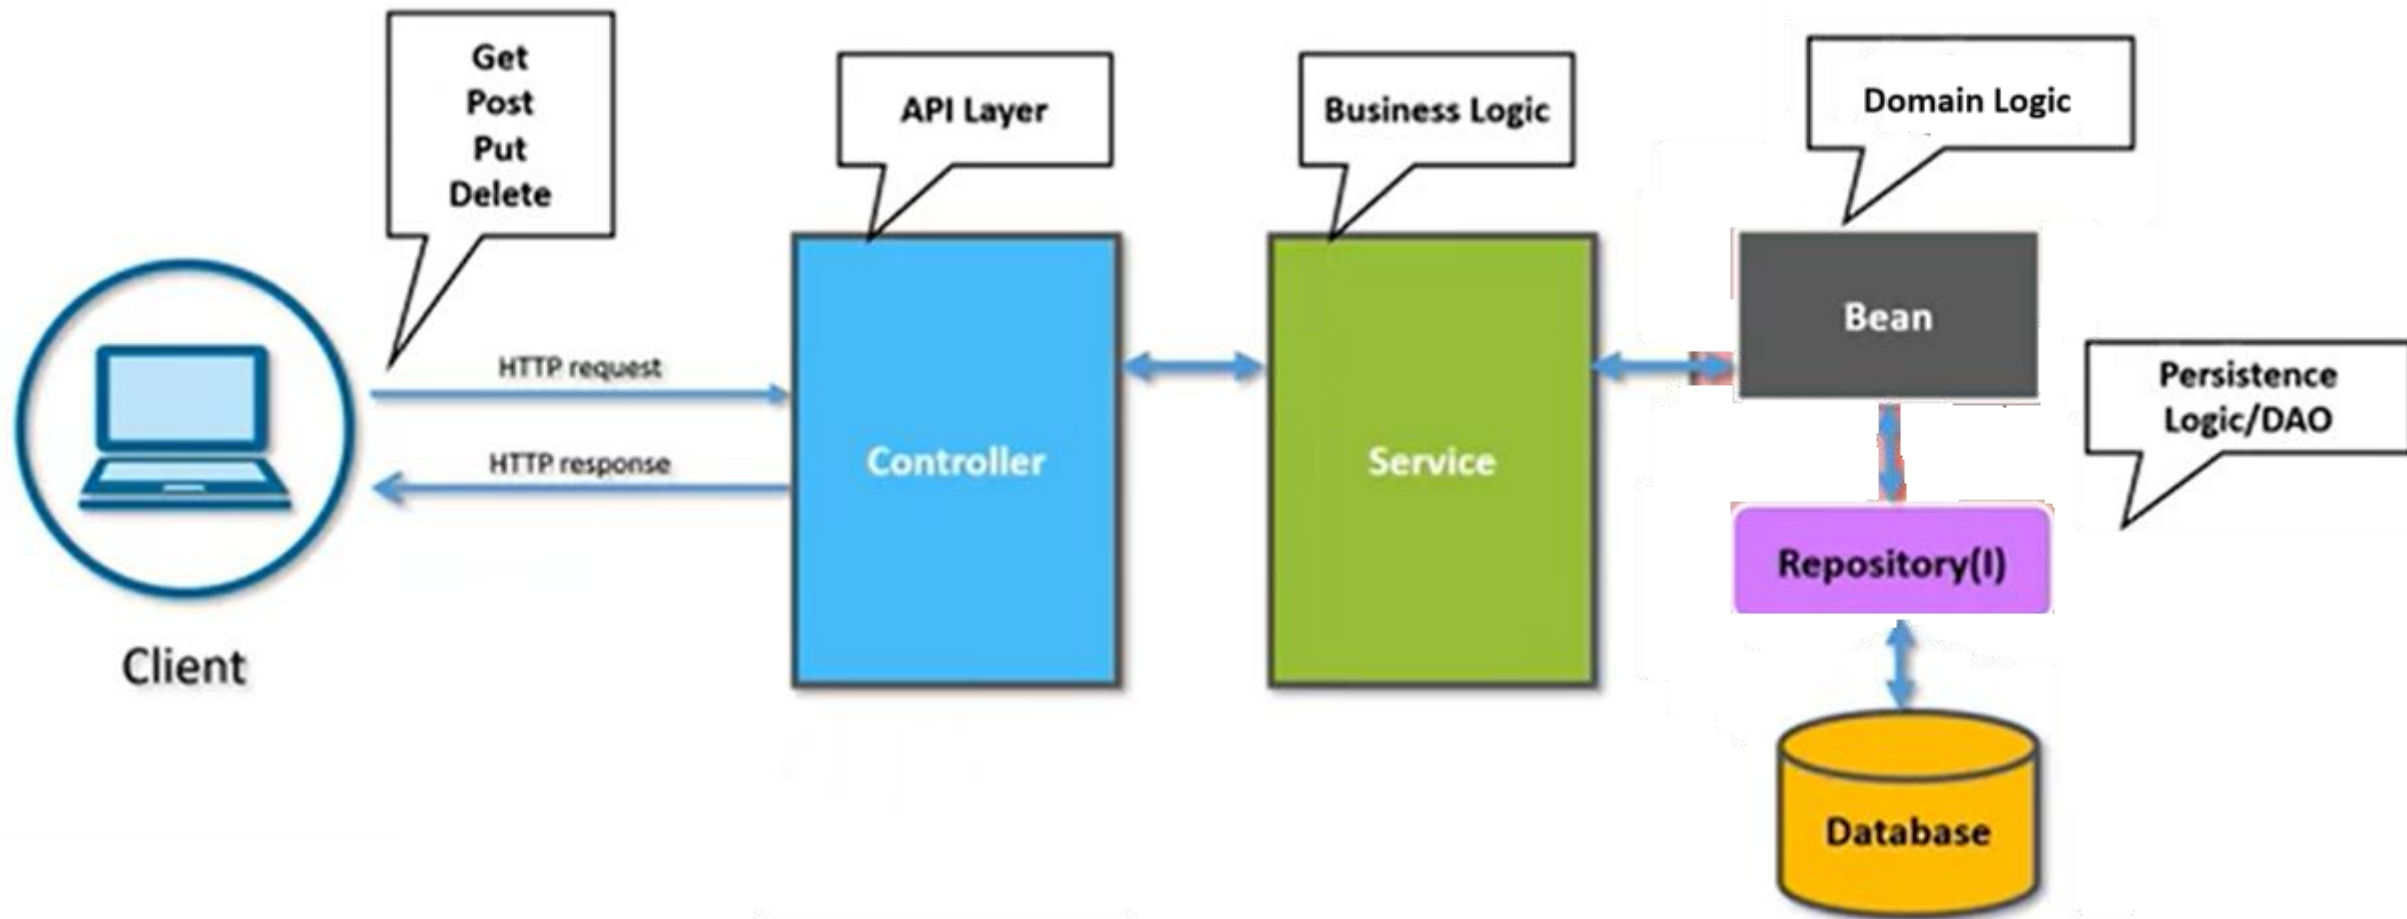 Get
Post
Put
Delete
API Layer
Business Logic
Domain Logic
HTTP request
HTTP response
Client
Controller
Service
Bean
Persistence
Logic/DAO
Repository(I)
Database